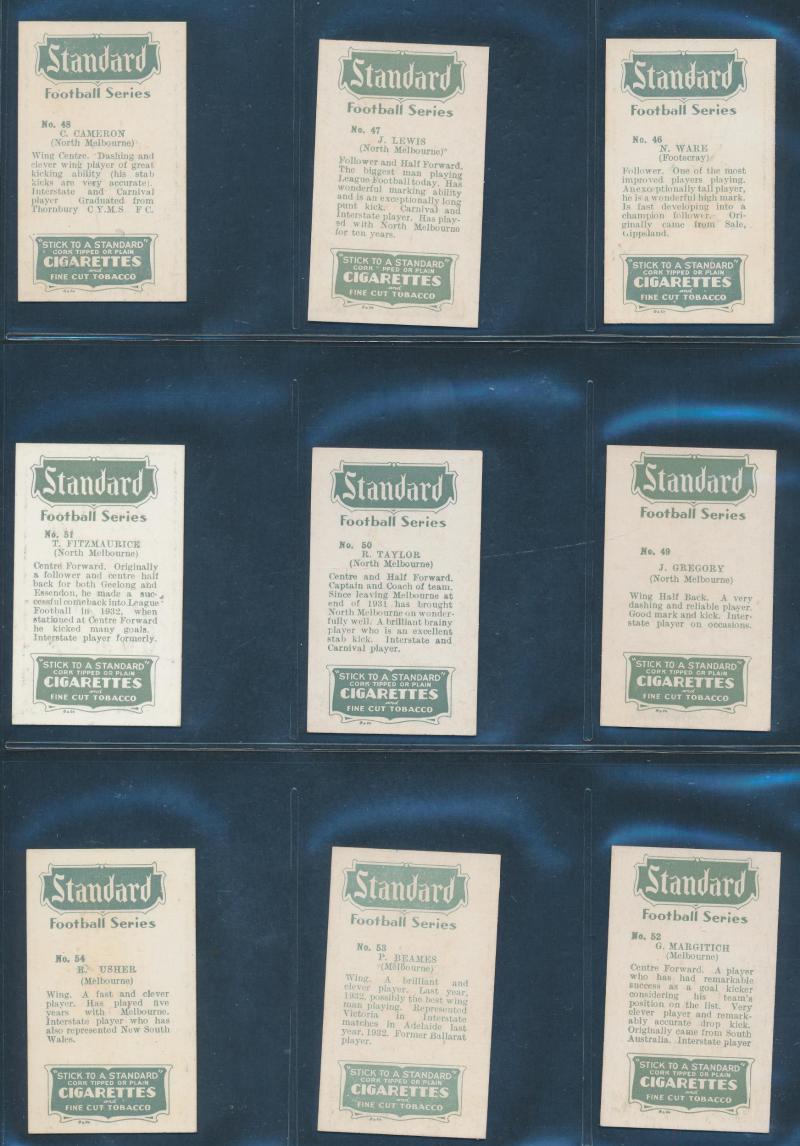 Standard
Football Series
No. 48
C. CAMERON
(North Melbourne)
Wing Centre. Dashing and
clever wing player of great
kicking ability (his stab
kicks are very accurate).
Interstate and Carnival
player Graduated from
Thornbury C Y.M.S F C.
"STICK TO A STANDARD"
CORK TIPPED OR PLAIN
CIGARETTES
and
FINE CUT TOBACCO
Standard
Football Series
No. 47
J. LEWIS
(North Melbourne)
Follower and Half Forward.
The biggest man playing
League Football today. Has
wonderful marking ability
and is an exceptionally long
punt kick. Carnival and
Interstate player. Has play-
ed with North Melbourne
for ten years.
"STICK TO A STANDARD"
CORK PPED OR PLAIN
CIGARETTES
and
FINE CUT TOBACCO
Standard
Football Series
No. 46
N. WARE
(Footscray)
Follower. One of the most
improved players playing.
An exceptionally tall player,
he is a wonderful high mark.
Is fast developing into a
champion follower. Ori-
ginally came from Sale,
Gippsland.
"STICK TO A STANDARD"
CORK TIPPED OR PLAIN
CIGARETTES
and
FINE CUT TOBACCO
Standard
Football Series
No. 51
T. FITZMAURICE
(North Melbourne)
Centre Forward. Originally
a follower and centre half
back for both Geelong and
Essendon, he made a suc-
cessful comeback into League
Football in 1932, when
stationed at Centre Forward
he kicked many goals.
Interstate player formerly.
"STICK TO A STANDARD"
CORK TIPPED OR PLAIN
CIGARETTES
and
FINE CUT TOBACCO
Standard
Football Series
No. 50
R. TAYLOR
(North Melbourne)
Centre and Half Forward.
Captain and Coach of team.
Since leaving Melbourne at
end of 1931 has brought
North Melbourne on wonder-
fully well. A brilliant brainy
player who is an excellent
stab kick. Interstate and
Carnival player.
"STICK TO A STANDARD"
CORK TIPPED OR PLAIN
CIGARETTES
and
FINE CUT TOBACCO
Standard
Football Series
No. 49
J. GREGORY
(North Melbourne)
Wing Half Back. A very
dashing and reliable player.
Good mark and kick. Inter-
state player on occasions.
"STICK TO A STANDARD"
CORK TIPPED OR PLAIN
CIGARETTES
and
FINE CUT TOBACCO
Standard
Football Series
No. 54
R. USHER
(Melbourne)
Wing. A fast and clever
player. Has played five
years with Melbourne.
Interstate player who has
also represented New South
Wales.
"STICK TO A STANDARD"
CORK TIPPED OR PLAIN
CIGARETTES
and
FINE CUT TOBACCO
Standard
Football Series
No. 53
P. BEAMES
(Melbourne)
Wing. A brilliant and
clever player. Last year,
1932, possibly the best wing
man playing. Represented
Victoria in Interstate
matches in Adelaide last
year, 1932. Former Ballarat
player.
"STICK TO A STANDARD"
CORK TIPPED OR PLAIN
CIGARETTES
and
FINE CUT TOBACCO
Standard
Football Series
No. 52
G. MARGITICH
(Melbourne)
Centre Forward. A player
who has had remarkable
success as a goal kicker
considering his team's
position on the list. Very
clever player and remark-
ably accurate drop kick.
Originally came from South
Australia. Interstate player
"STICK TO A STANDARD"
CORK TIPPED OR PLAIN
CIGARETTES
and
FINE CUT TOBACCO